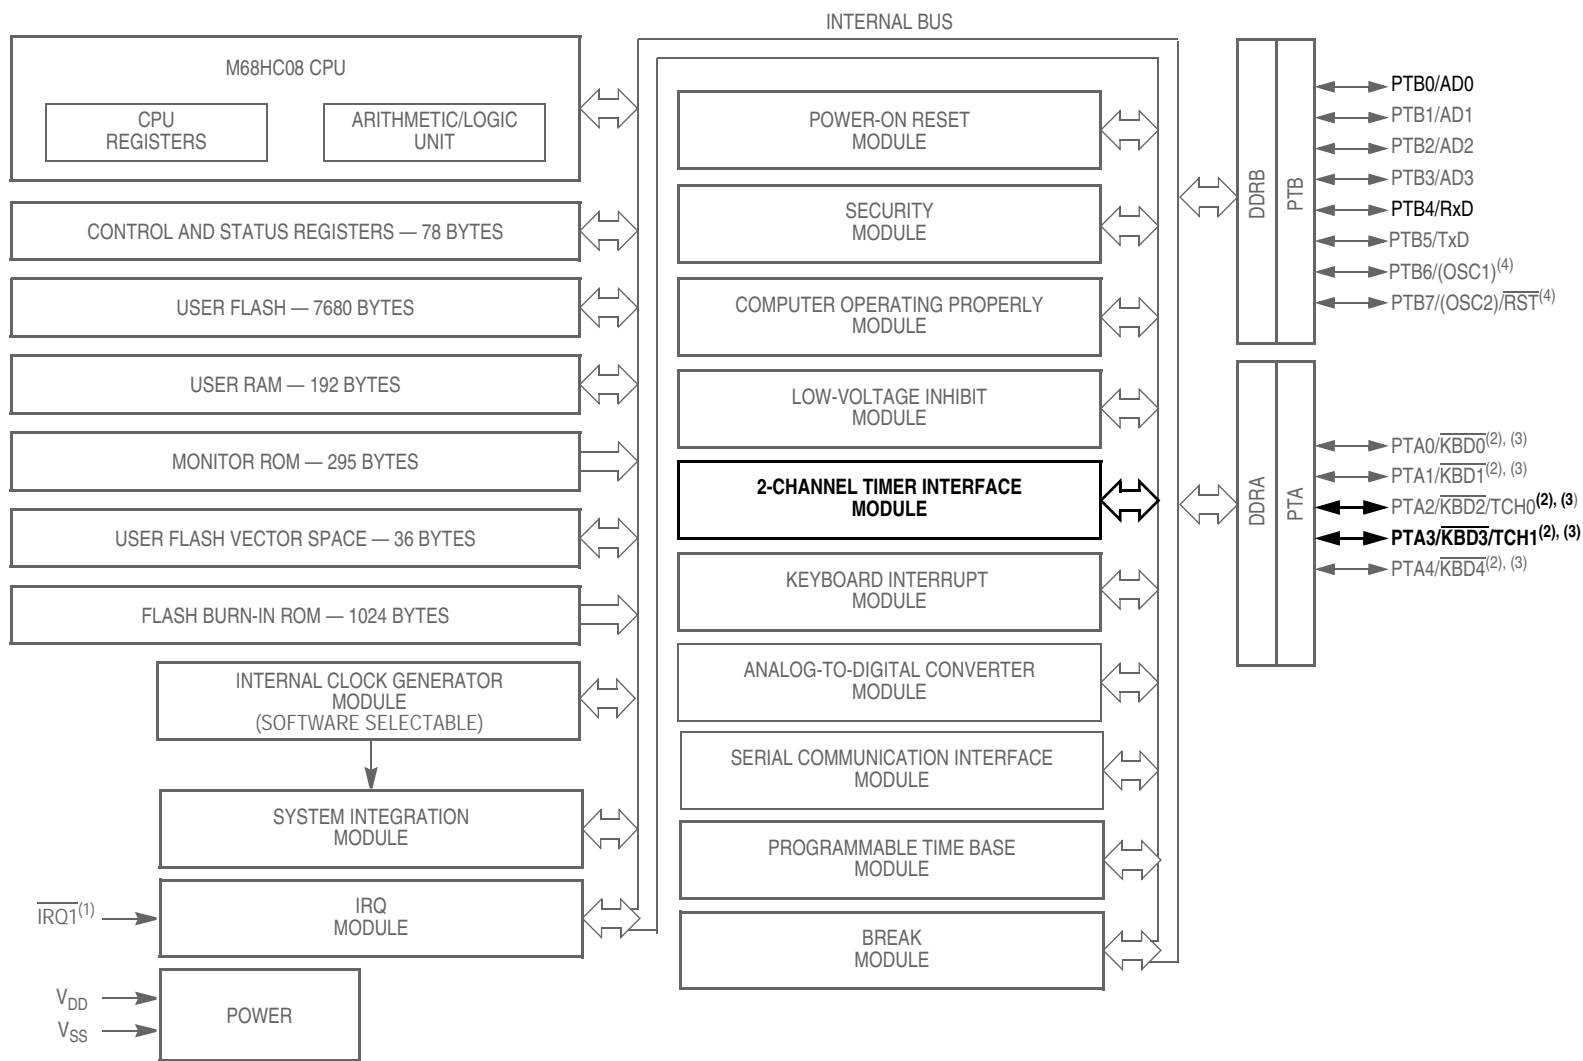 INTERNAL BUS
M68HC08 CPU
CPU
REGISTERS
ARITHMETIC/LOGIC
UNIT
CONTROL AND STATUS REGISTERS — 78 BYTES
USER FLASH — 7680 BYTES
USER RAM — 192 BYTES
MONITOR ROM — 295 BYTES
USER FLASH VECTOR SPACE — 36 BYTES
FLASH BURN-IN ROM — 1024 BYTES
INTERNAL CLOCK GENERATOR
MODULE
(SOFTWARE SELECTABLE)
SYSTEM INTEGRATION
MODULE
IRQ1(1)
IRQ
MODULE
VDD
VSS
POWER
POWER-ON RESET
MODULE
SECURITY
MODULE
COMPUTER OPERATING PROPERLY
MODULE
LOW-VOLTAGE INHIBIT
MODULE
2-CHANNEL TIMER INTERFACE
MODULE
KEYBOARD INTERRUPT
MODULE
ANALOG-TO-DIGITAL CONVERTER
MODULE
SERIAL COMMUNICATION INTERFACE
MODULE
PROGRAMMABLE TIME BASE
MODULE
BREAK
MODULE
DDRB
PTB
PTB0/AD0
PTB1/AD1
PTB2/AD2
PTB3/AD3
PTB4/RxD
PTB5/TxD
PTB6/(OSC1)(4)
PTB7/(OSC2)/RST(4)
DDRA
PTA
PTA0/KBD0(2), (3)
PTA1/KBD1(2), (3)
PTA2/KBD2/TCH0(2), (3)
PTA3/KBD3/TCH1(2), (3)
PTA4/KBD4(2), (3)